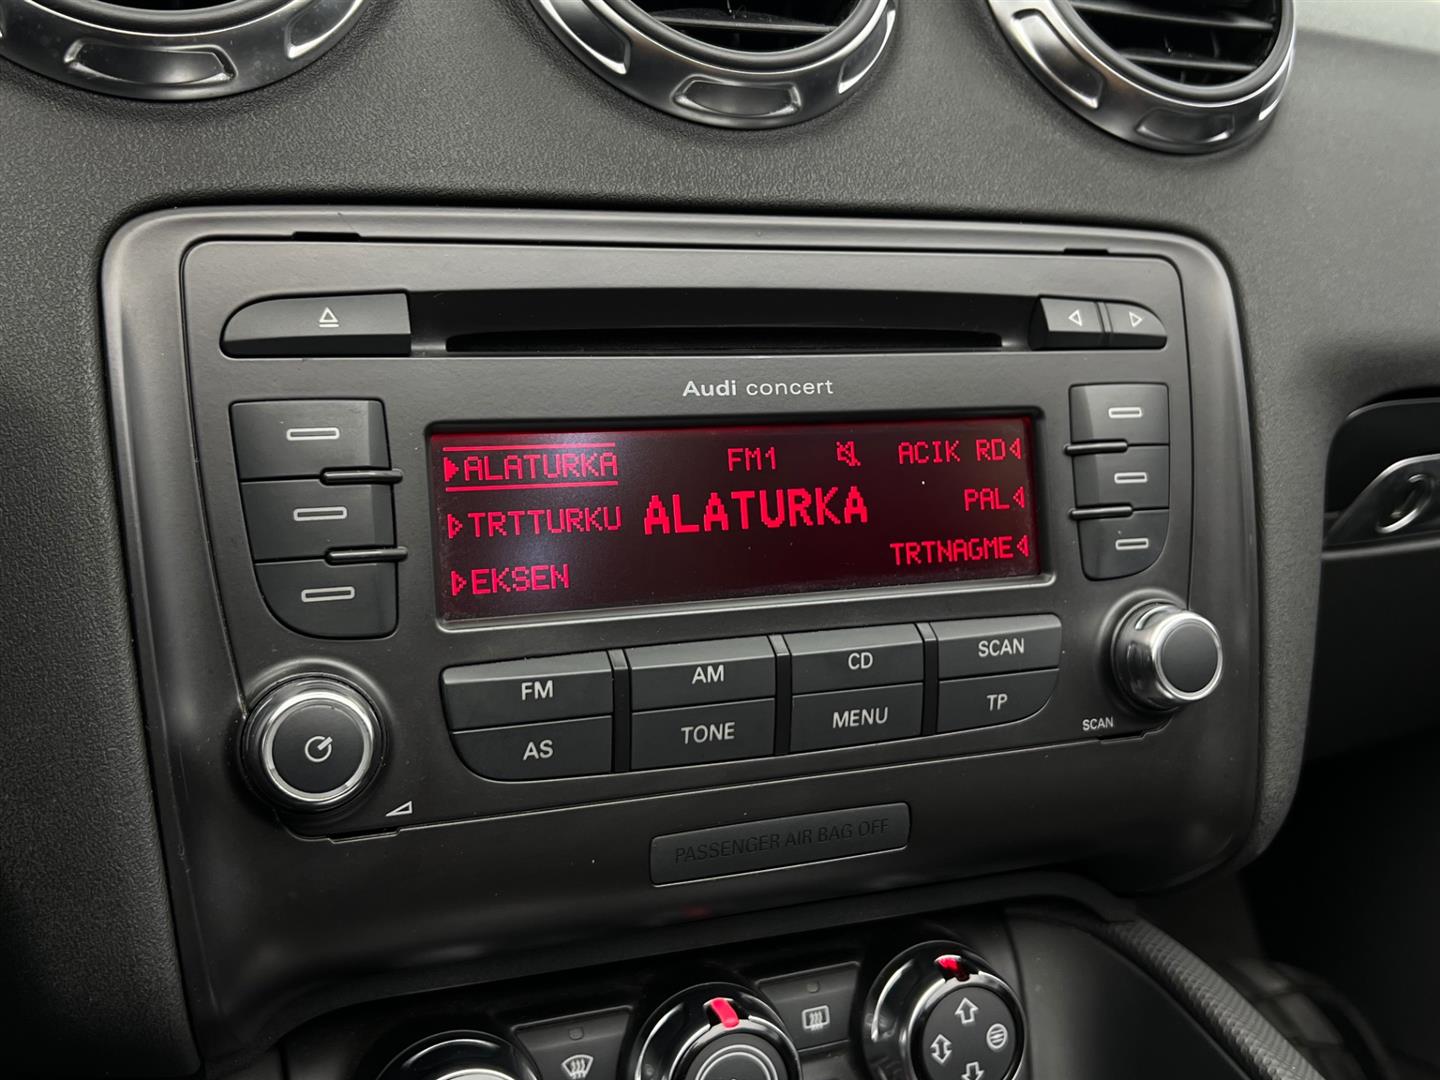 Audi concert
ALATURKA
FM1
ACIK RD
TRTTURKU
ALATURKA
PAL
EKSEN
TRTNAGME
FM
AM
CD
SCAN
AS
TONE
MENU
TP
SCAN
PASSENGER AIR BAG OFF